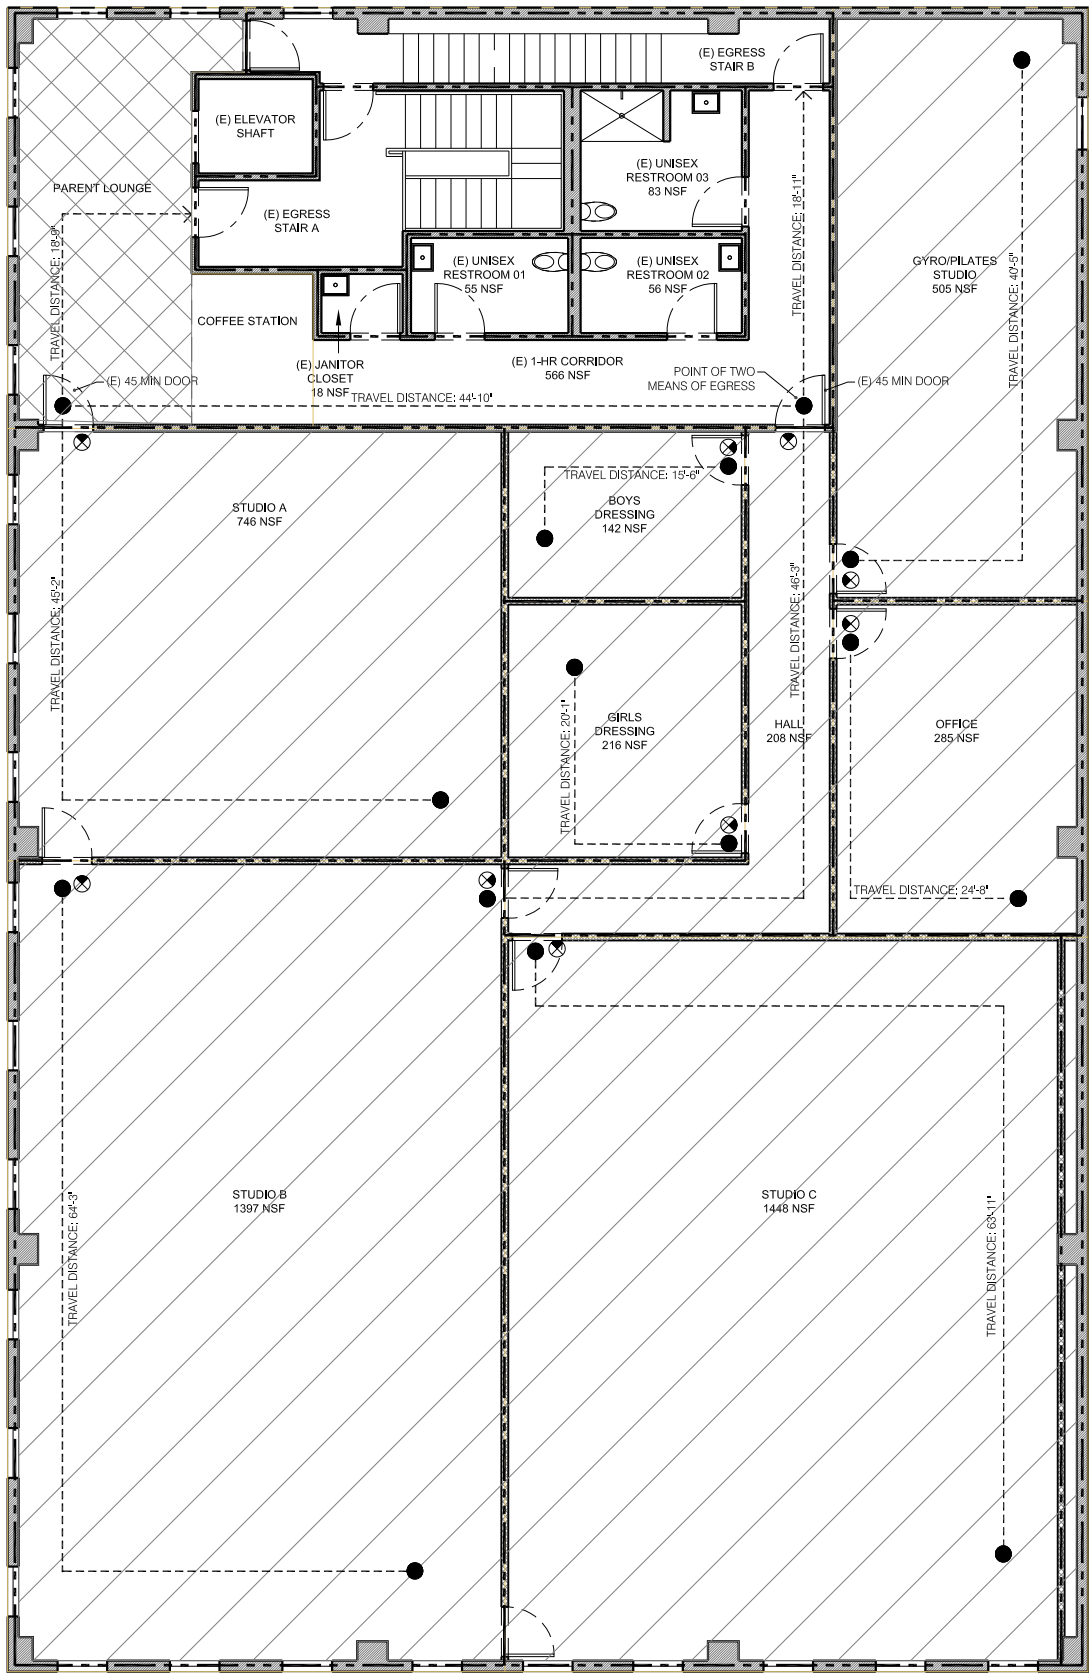 (E) EGRESS
STAIR B
(E) ELEVATOR
SHAFT
PARENT LOUNGE
(E) EGRESS
STAIR A
(E) UNISEX
RESTROOM 03
83 NSF
TRAVEL DISTANCE: 18'-11"
TRAVEL DISTANCE: 18'-9"
(E) UNISEX
RESTROOM 01
55 NSF
(E) UNISEX
RESTROOM 02
56 NSF
GYRO/PILATES
STUDIO
505 NSF
TRAVEL DISTANCE: 40'-6"
COFFEE STATION
(E) JANITOR
CLOSET
18 NSF
(E) 1-HR CORRIDOR
566 NSF
POINT OF TWO
MEANS OF EGRESS
(E) 45 MIN DOOR
(E) 45 MIN DOOR
TRAVEL DISTANCE: 44'-10"
STUDIO A
746 NSF
TRAVEL DISTANCE: 15'-6"
BOYS
DRESSING
142 NSF
TRAVEL DISTANCE: 45'-2"
TRAVEL DISTANCE: 46'-3"
GIRLS
DRESSING
216 NSF
TRAVEL DISTANCE: 20'-1"
HALL
208 NSF
OFFICE
285 NSF
TRAVEL DISTANCE: 24'-8"
STUDIO B
1397 NSF
TRAVEL DISTANCE: 64'-3"
STUDIO C
1448 NSF
TRAVEL DISTANCE: 63'-11"